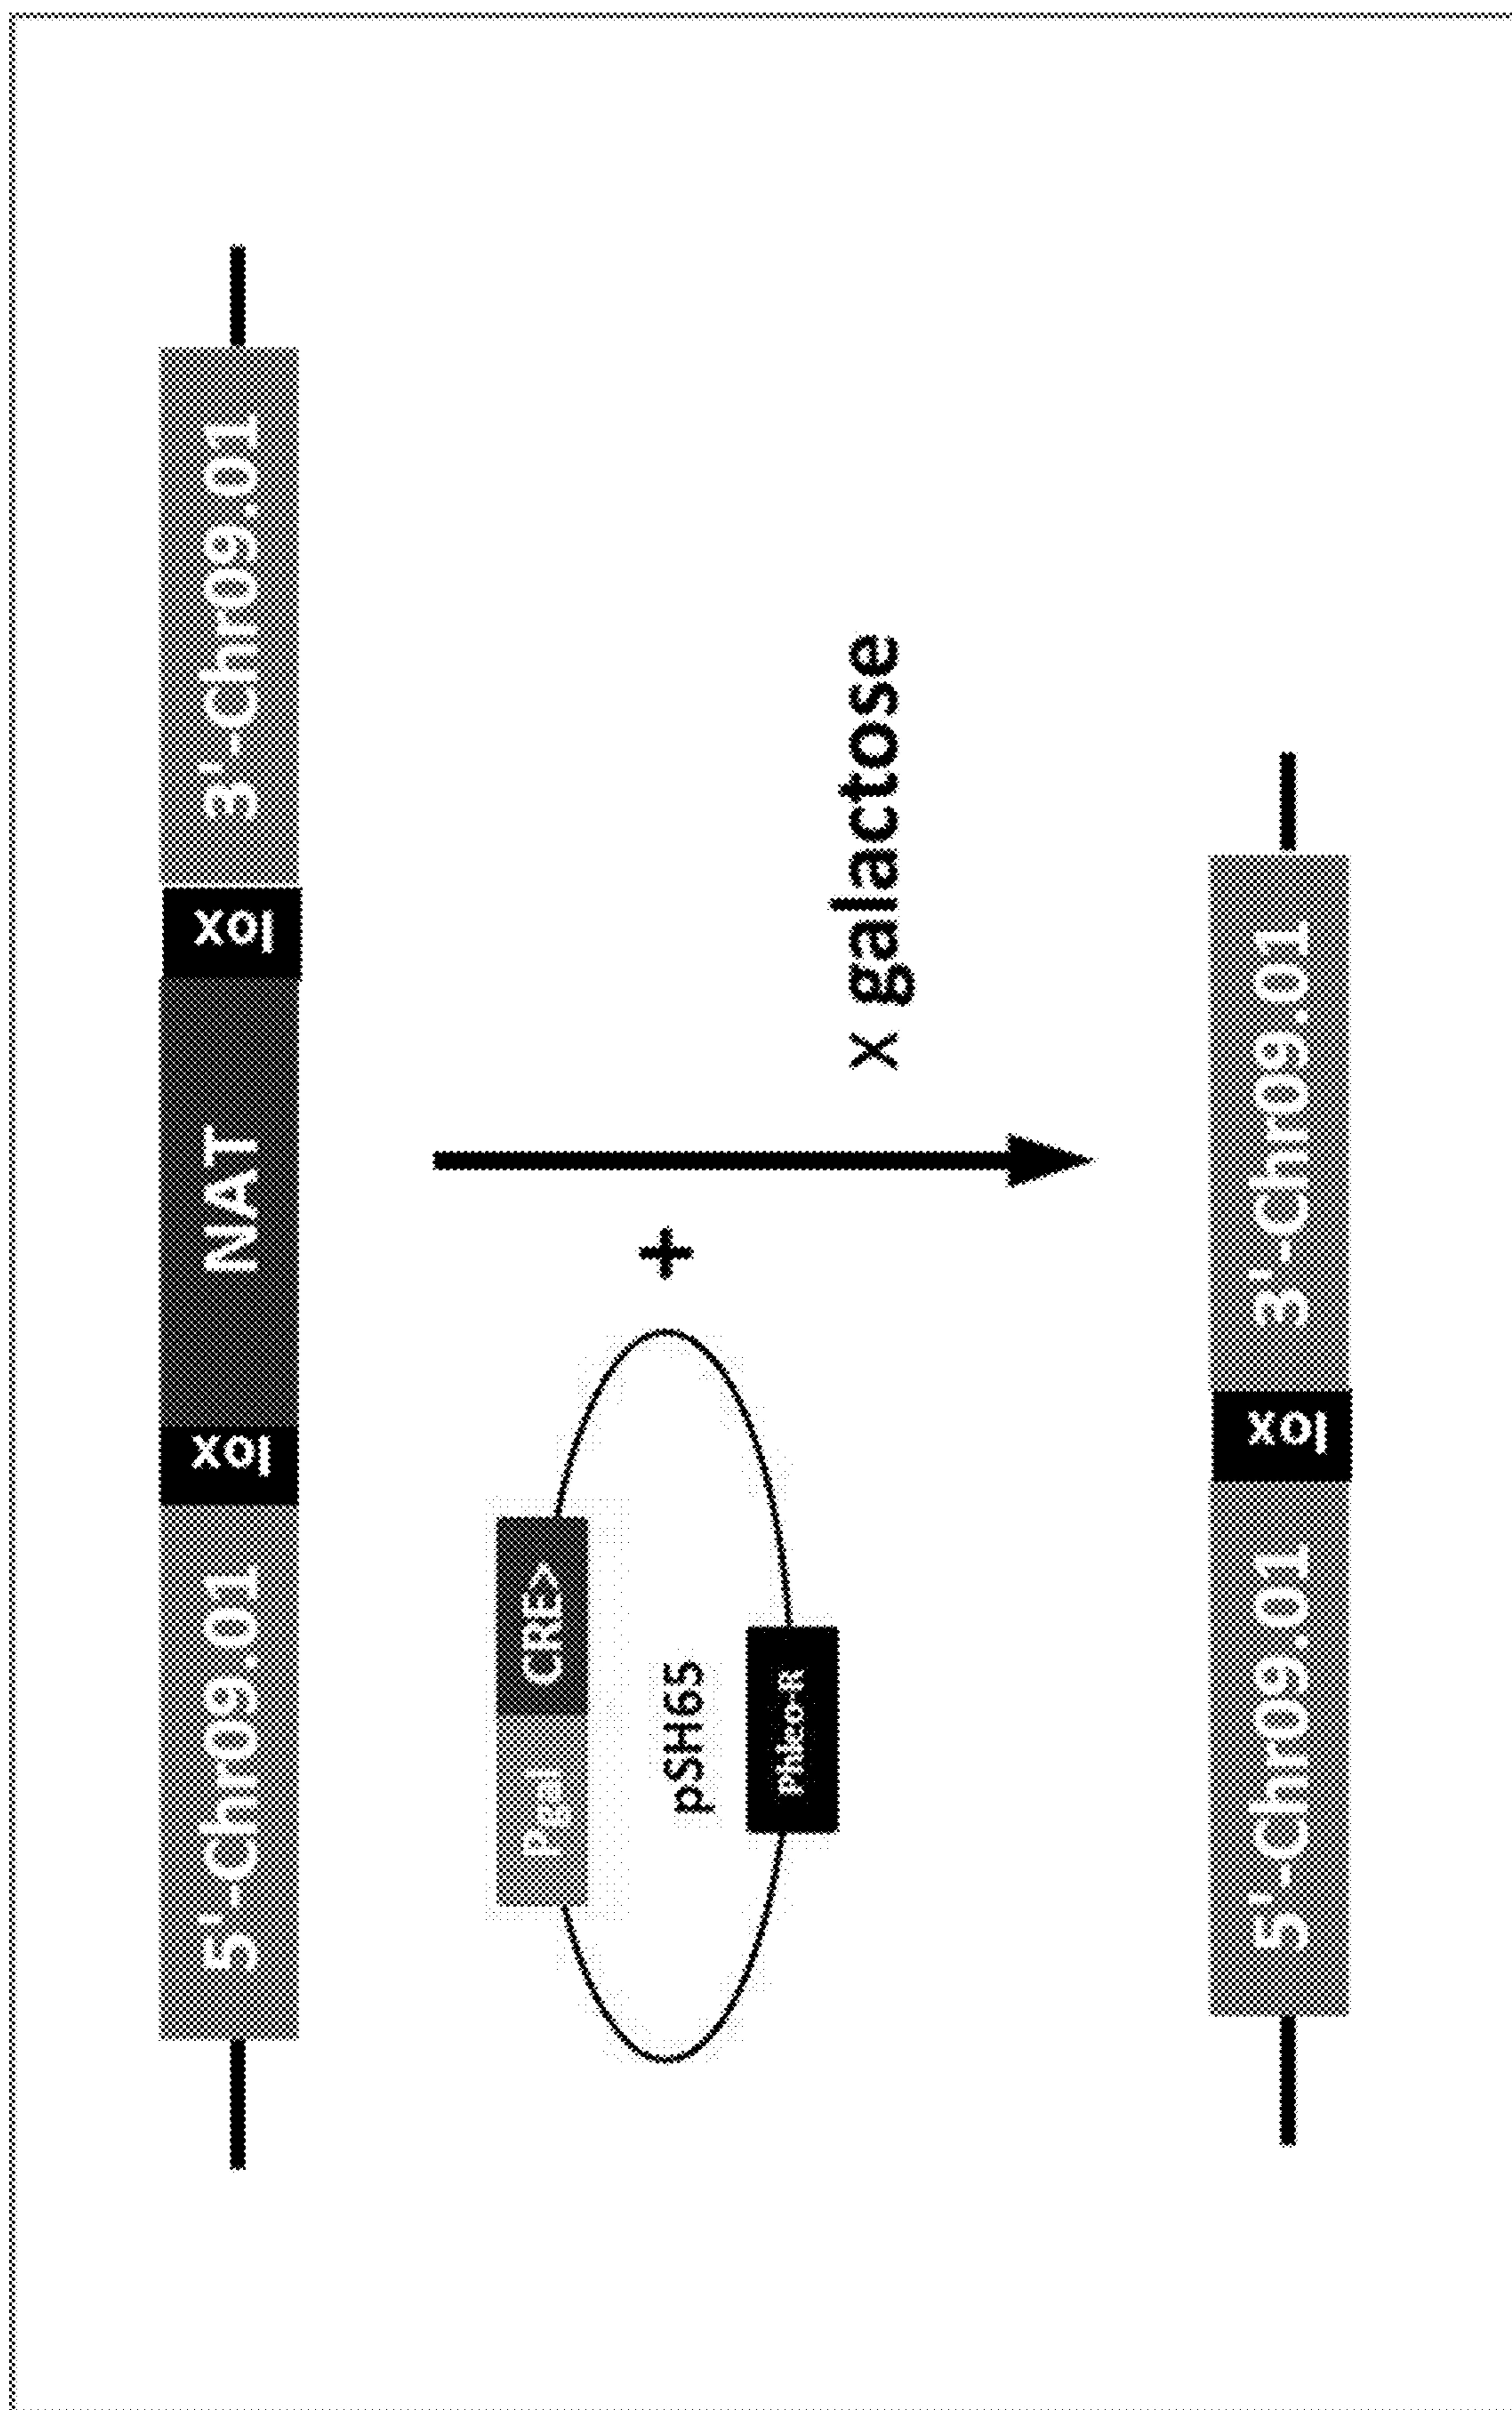 5'-Chr09.01 lox NAT lox 3'-Chr09.01
Pgal CRE>
pSH65
Phleo-R
+
x galactose
5'-Chr09.01 lox 3'-Chr09.01